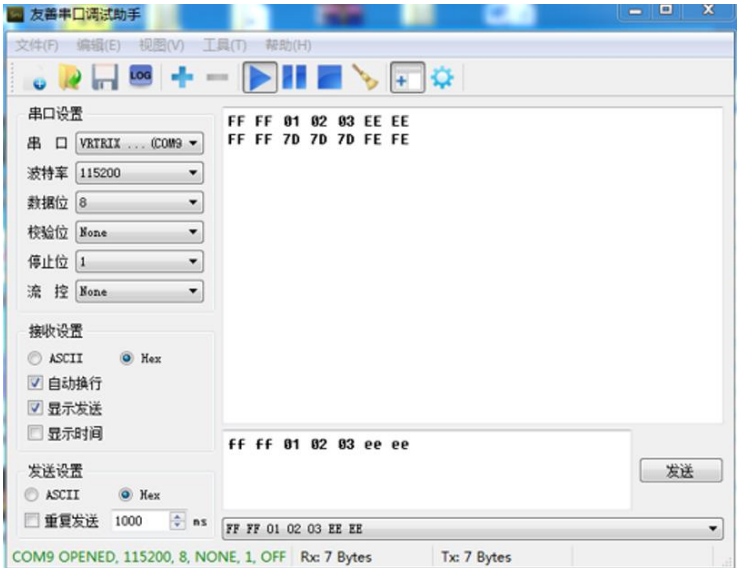 友善串口调试助手
文件(F) 编辑(E) 视图(V) 工具(T) 帮助(H)
LOG
串口设置
串 口 VRTRIX ... (COM9
波特率 115200
数据位 8
校验位 None
停止位 1
流 控 None
接收设置
ASCII Hex
自动换行
显示发送
显示时间
发送设置
ASCII Hex
重复发送 1000 ms
FF FF 01 02 03 EE EE
FF FF 7D 7D 7D FE FE
FF FF 01 02 03 ee ee
发送
FF FF 01 02 03 EE EE
COM9 OPENED, 115200, 8, NONE, 1, OFF Rx: 7 Bytes Tx: 7 Bytes